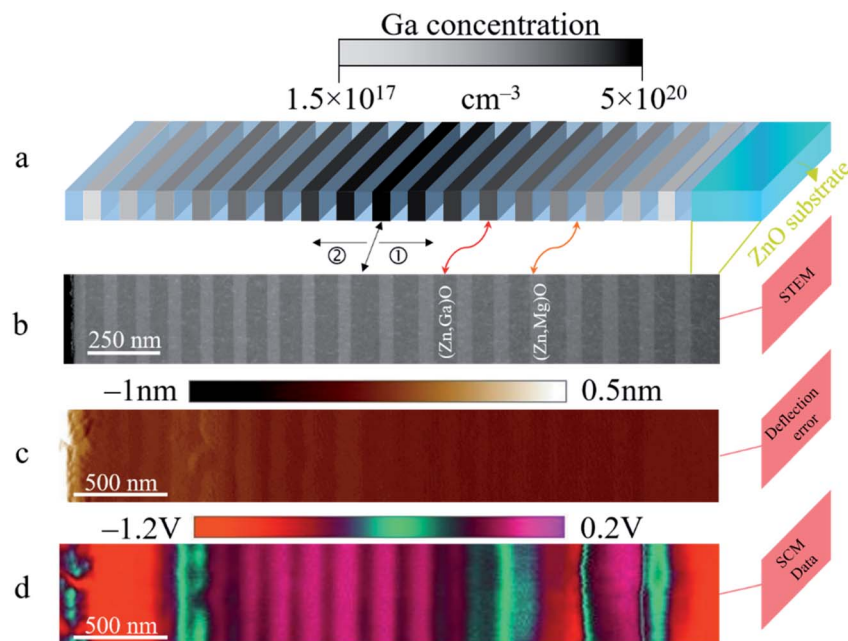 Ga concentration
1.5×10¹⁷ cm⁻³ 5×10²⁰
a
② ①
ZnO substrate
b
250 nm
(Zn,Ga)O
(Zn,Mg)O
STEM
−1nm 0.5nm
c
500 nm
Deflection
error
−1.2V 0.2V
d
500 nm
SCM
Data